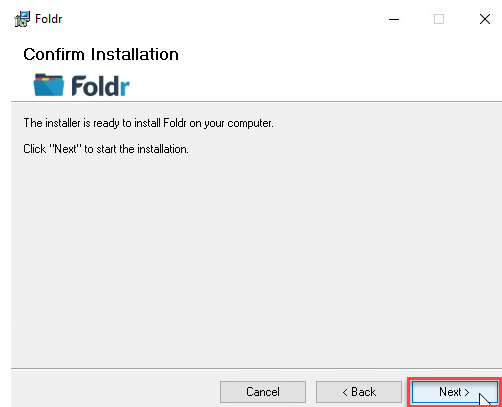 Foldr
Confirm Installation
Foldr
The installer is ready to install Foldr on your computer.
Click "Next" to start the installation.
Cancel
< Back
Next >